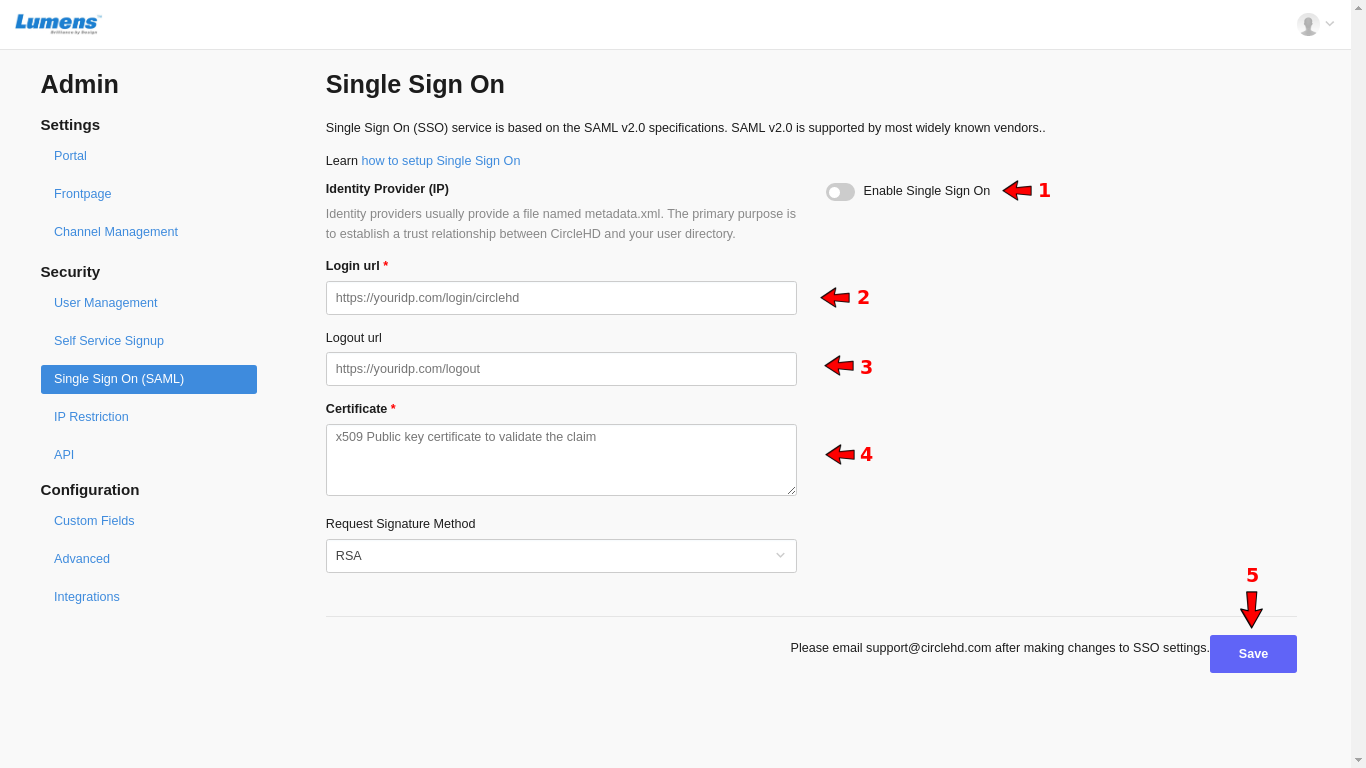 Lumens™
Brilliance by Design
Admin
Settings
Portal
Frontpage
Channel Management
Security
User Management
Self Service Signup
Single Sign On (SAML)
IP Restriction
API
Configuration
Custom Fields
Advanced
Integrations
Single Sign On
Single Sign On (SSO) service is based on the SAML v2.0 specifications. SAML v2.0 is supported by most widely known vendors..
Learn how to setup Single Sign On
Identity Provider (IP)
Identity providers usually provide a file named metadata.xml. The primary purpose is
to establish a trust relationship between CircleHD and your user directory.
Enable Single Sign On 1
Login url *
https://youridp.com/login/circlehd 2
Logout url
https://youridp.com/logout 3
Certificate *
x509 Public key certificate to validate the claim
4
Request Signature Method
RSA
5
Please email support@circlehd.com after making changes to SSO settings. Save